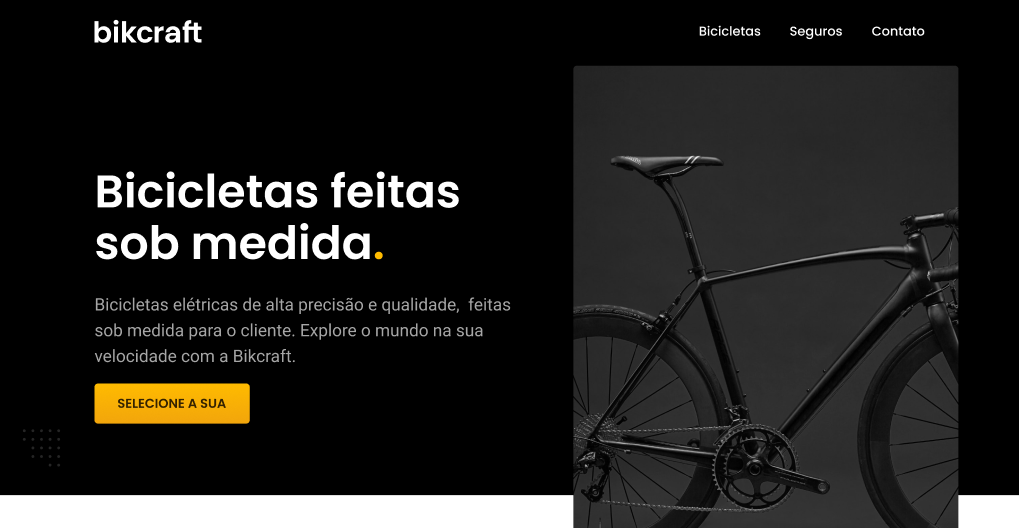 bikcraft
Bicicletas
Seguros
Contato
Bicicletas feitas
sob medida.
Bicicletas elétricas de alta precisão e qualidade,  feitas
sob medida para o cliente. Explore o mundo na sua
velocidade com a Bikcraft.
SELECIONE A SUA